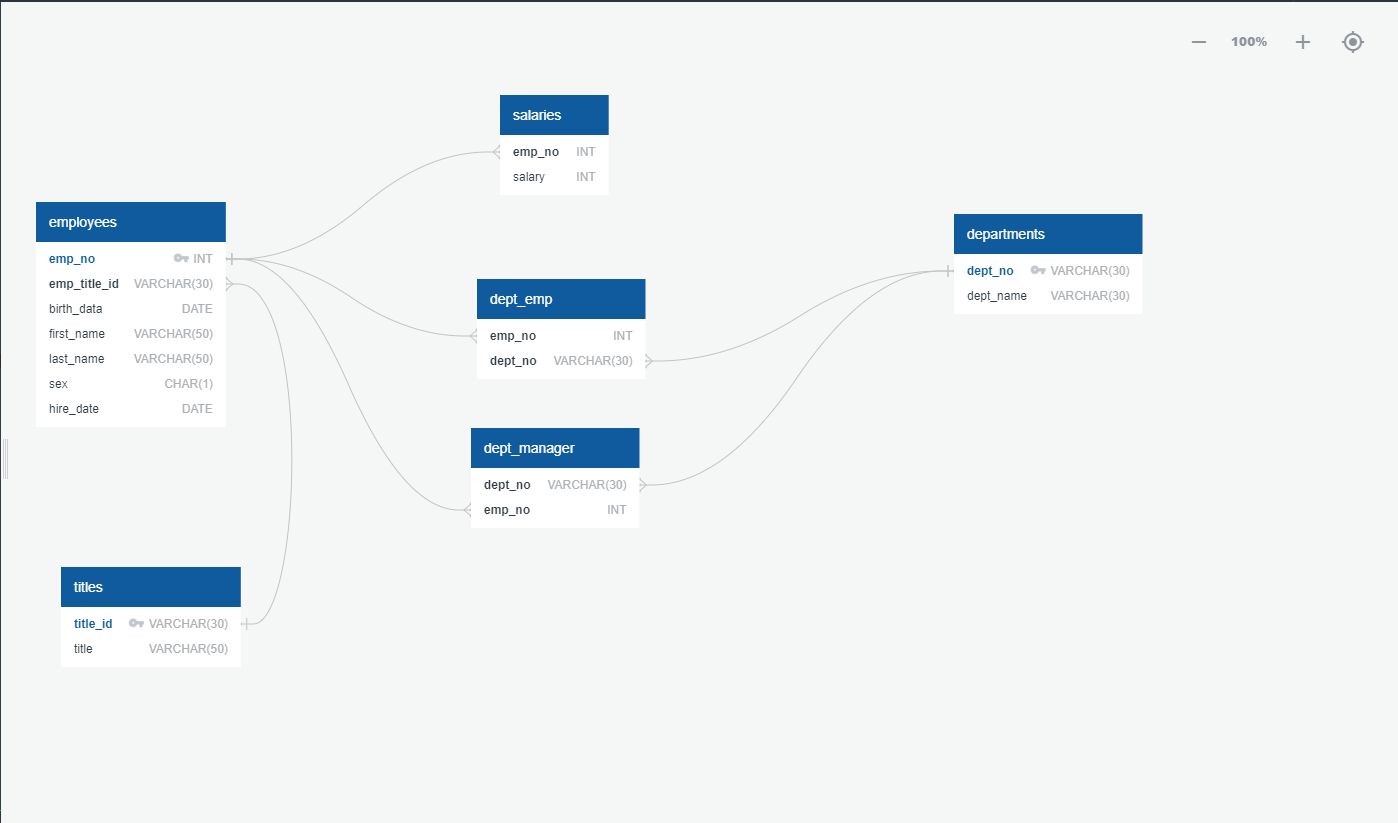 100%
salaries
emp_no INT
salary INT
employees
emp_no INT
emp_title_id VARCHAR(30)
birth_data DATE
first_name VARCHAR(50)
last_name VARCHAR(50)
sex CHAR(1)
hire_date DATE
departments
dept_no VARCHAR(30)
dept_name VARCHAR(30)
dept_emp
emp_no INT
dept_no VARCHAR(30)
dept_manager
dept_no VARCHAR(30)
emp_no INT
titles
title_id VARCHAR(30)
title VARCHAR(50)